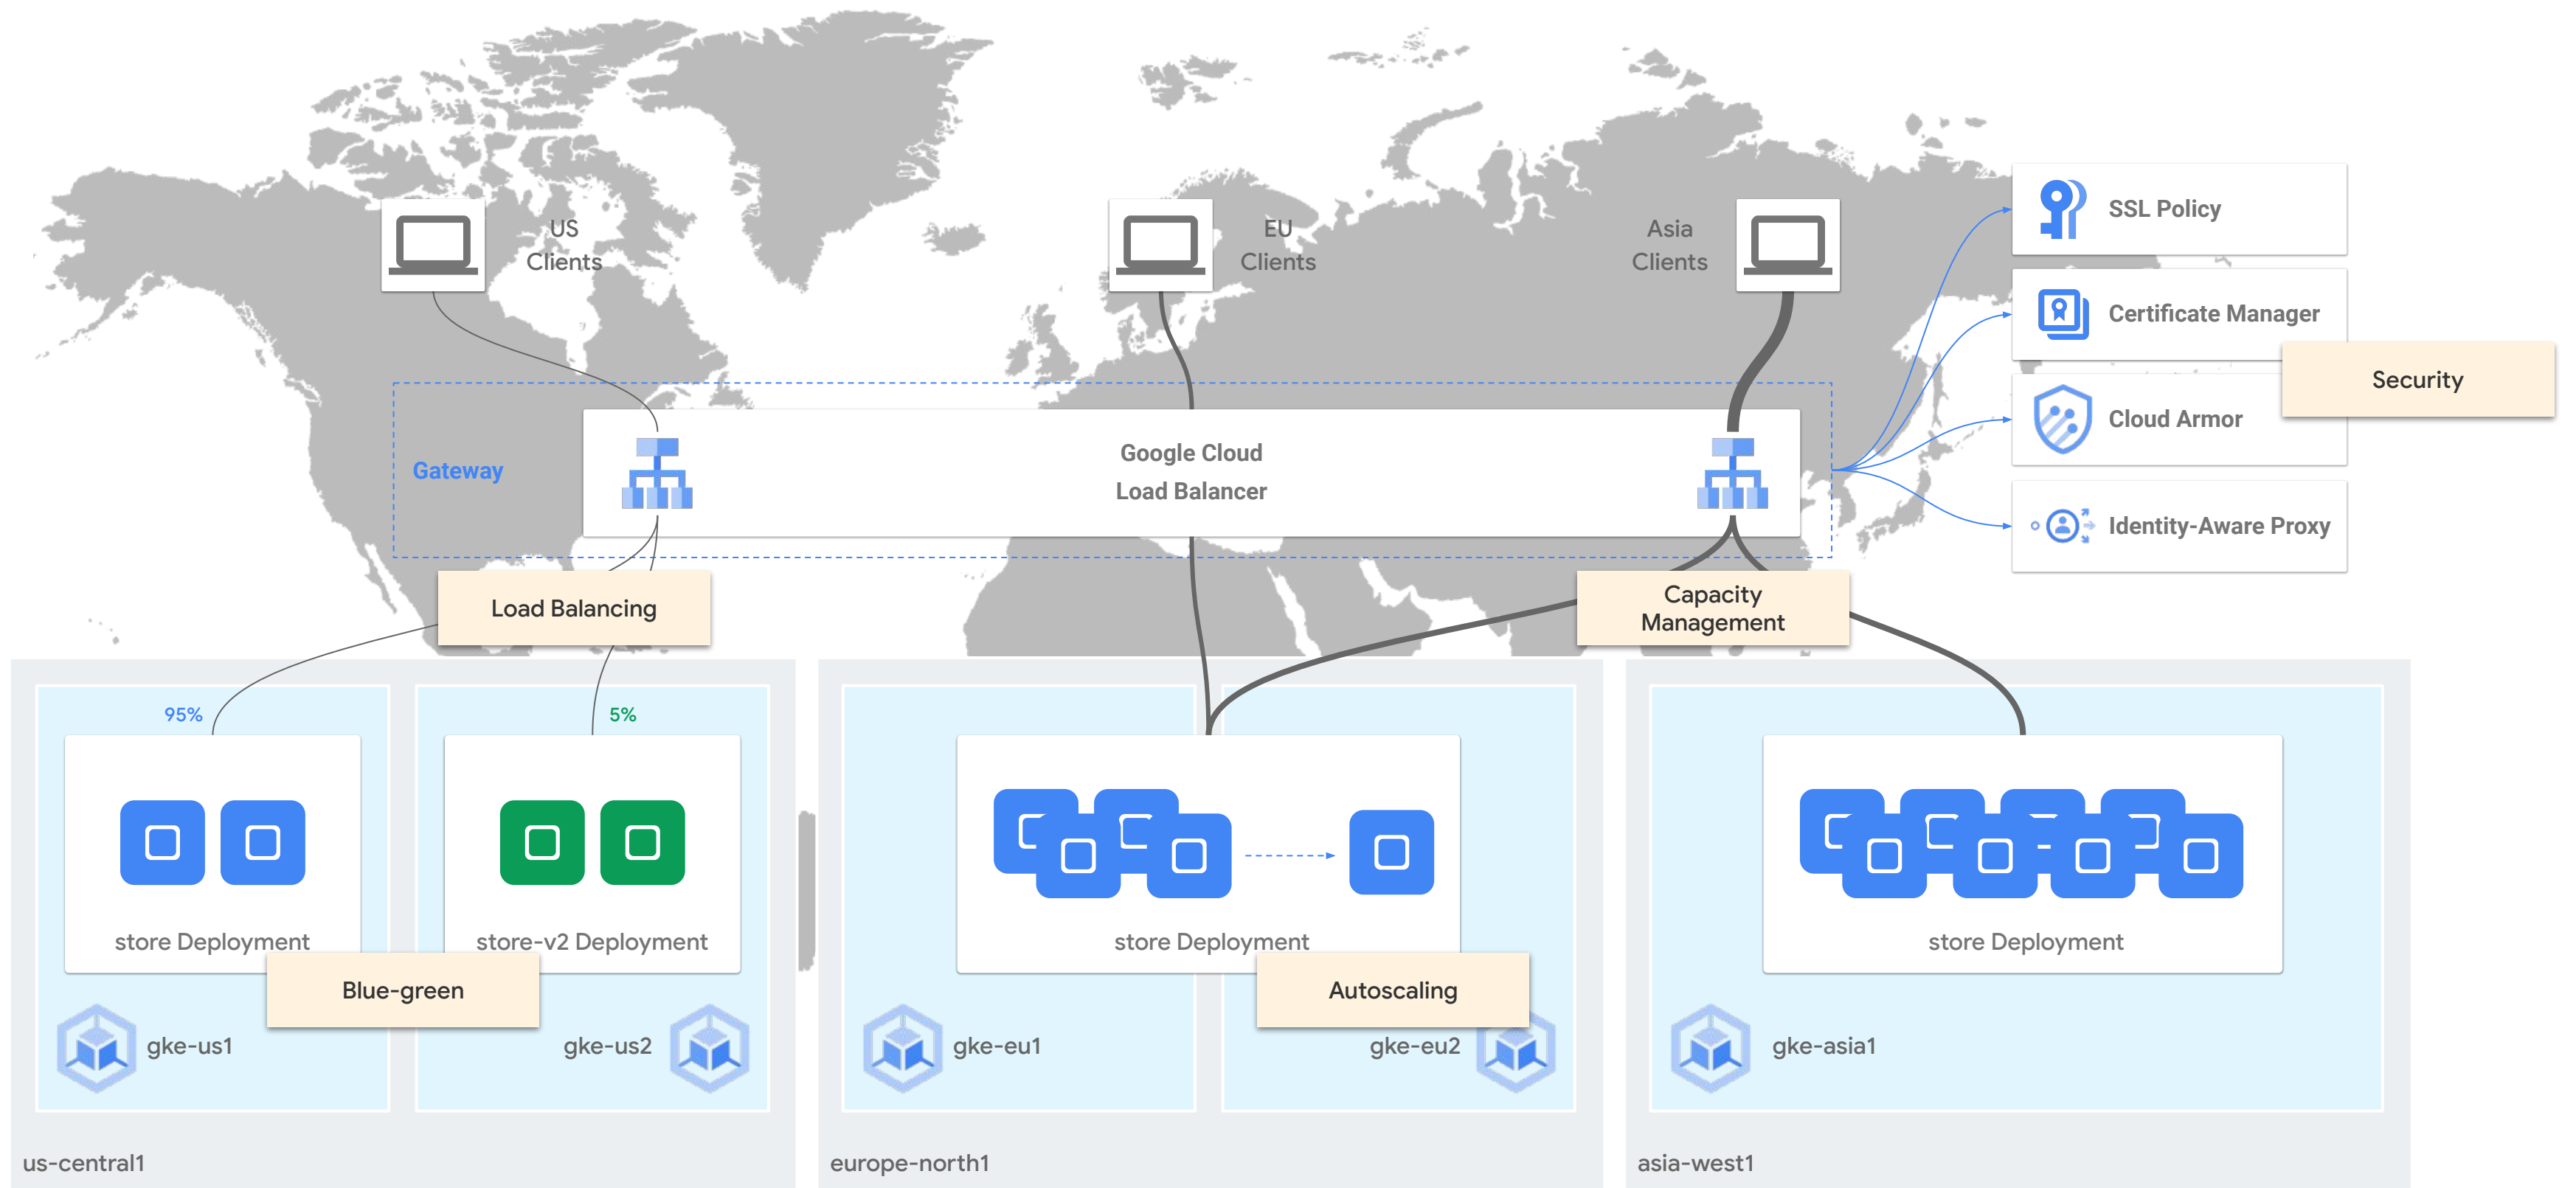 US
Clients
EU
Clients
Asia
Clients
SSL Policy
Certificate Manager
Security
Cloud Armor
Identity-Aware Proxy
Gateway
Google Cloud
Load Balancer
Load Balancing
Capacity
Management
95%
5%
store Deployment
store-v2 Deployment
store Deployment
store Deployment
Blue-green
Autoscaling
gke-us1
gke-us2
gke-eu1
gke-eu2
gke-asia1
us-central1
europe-north1
asia-west1